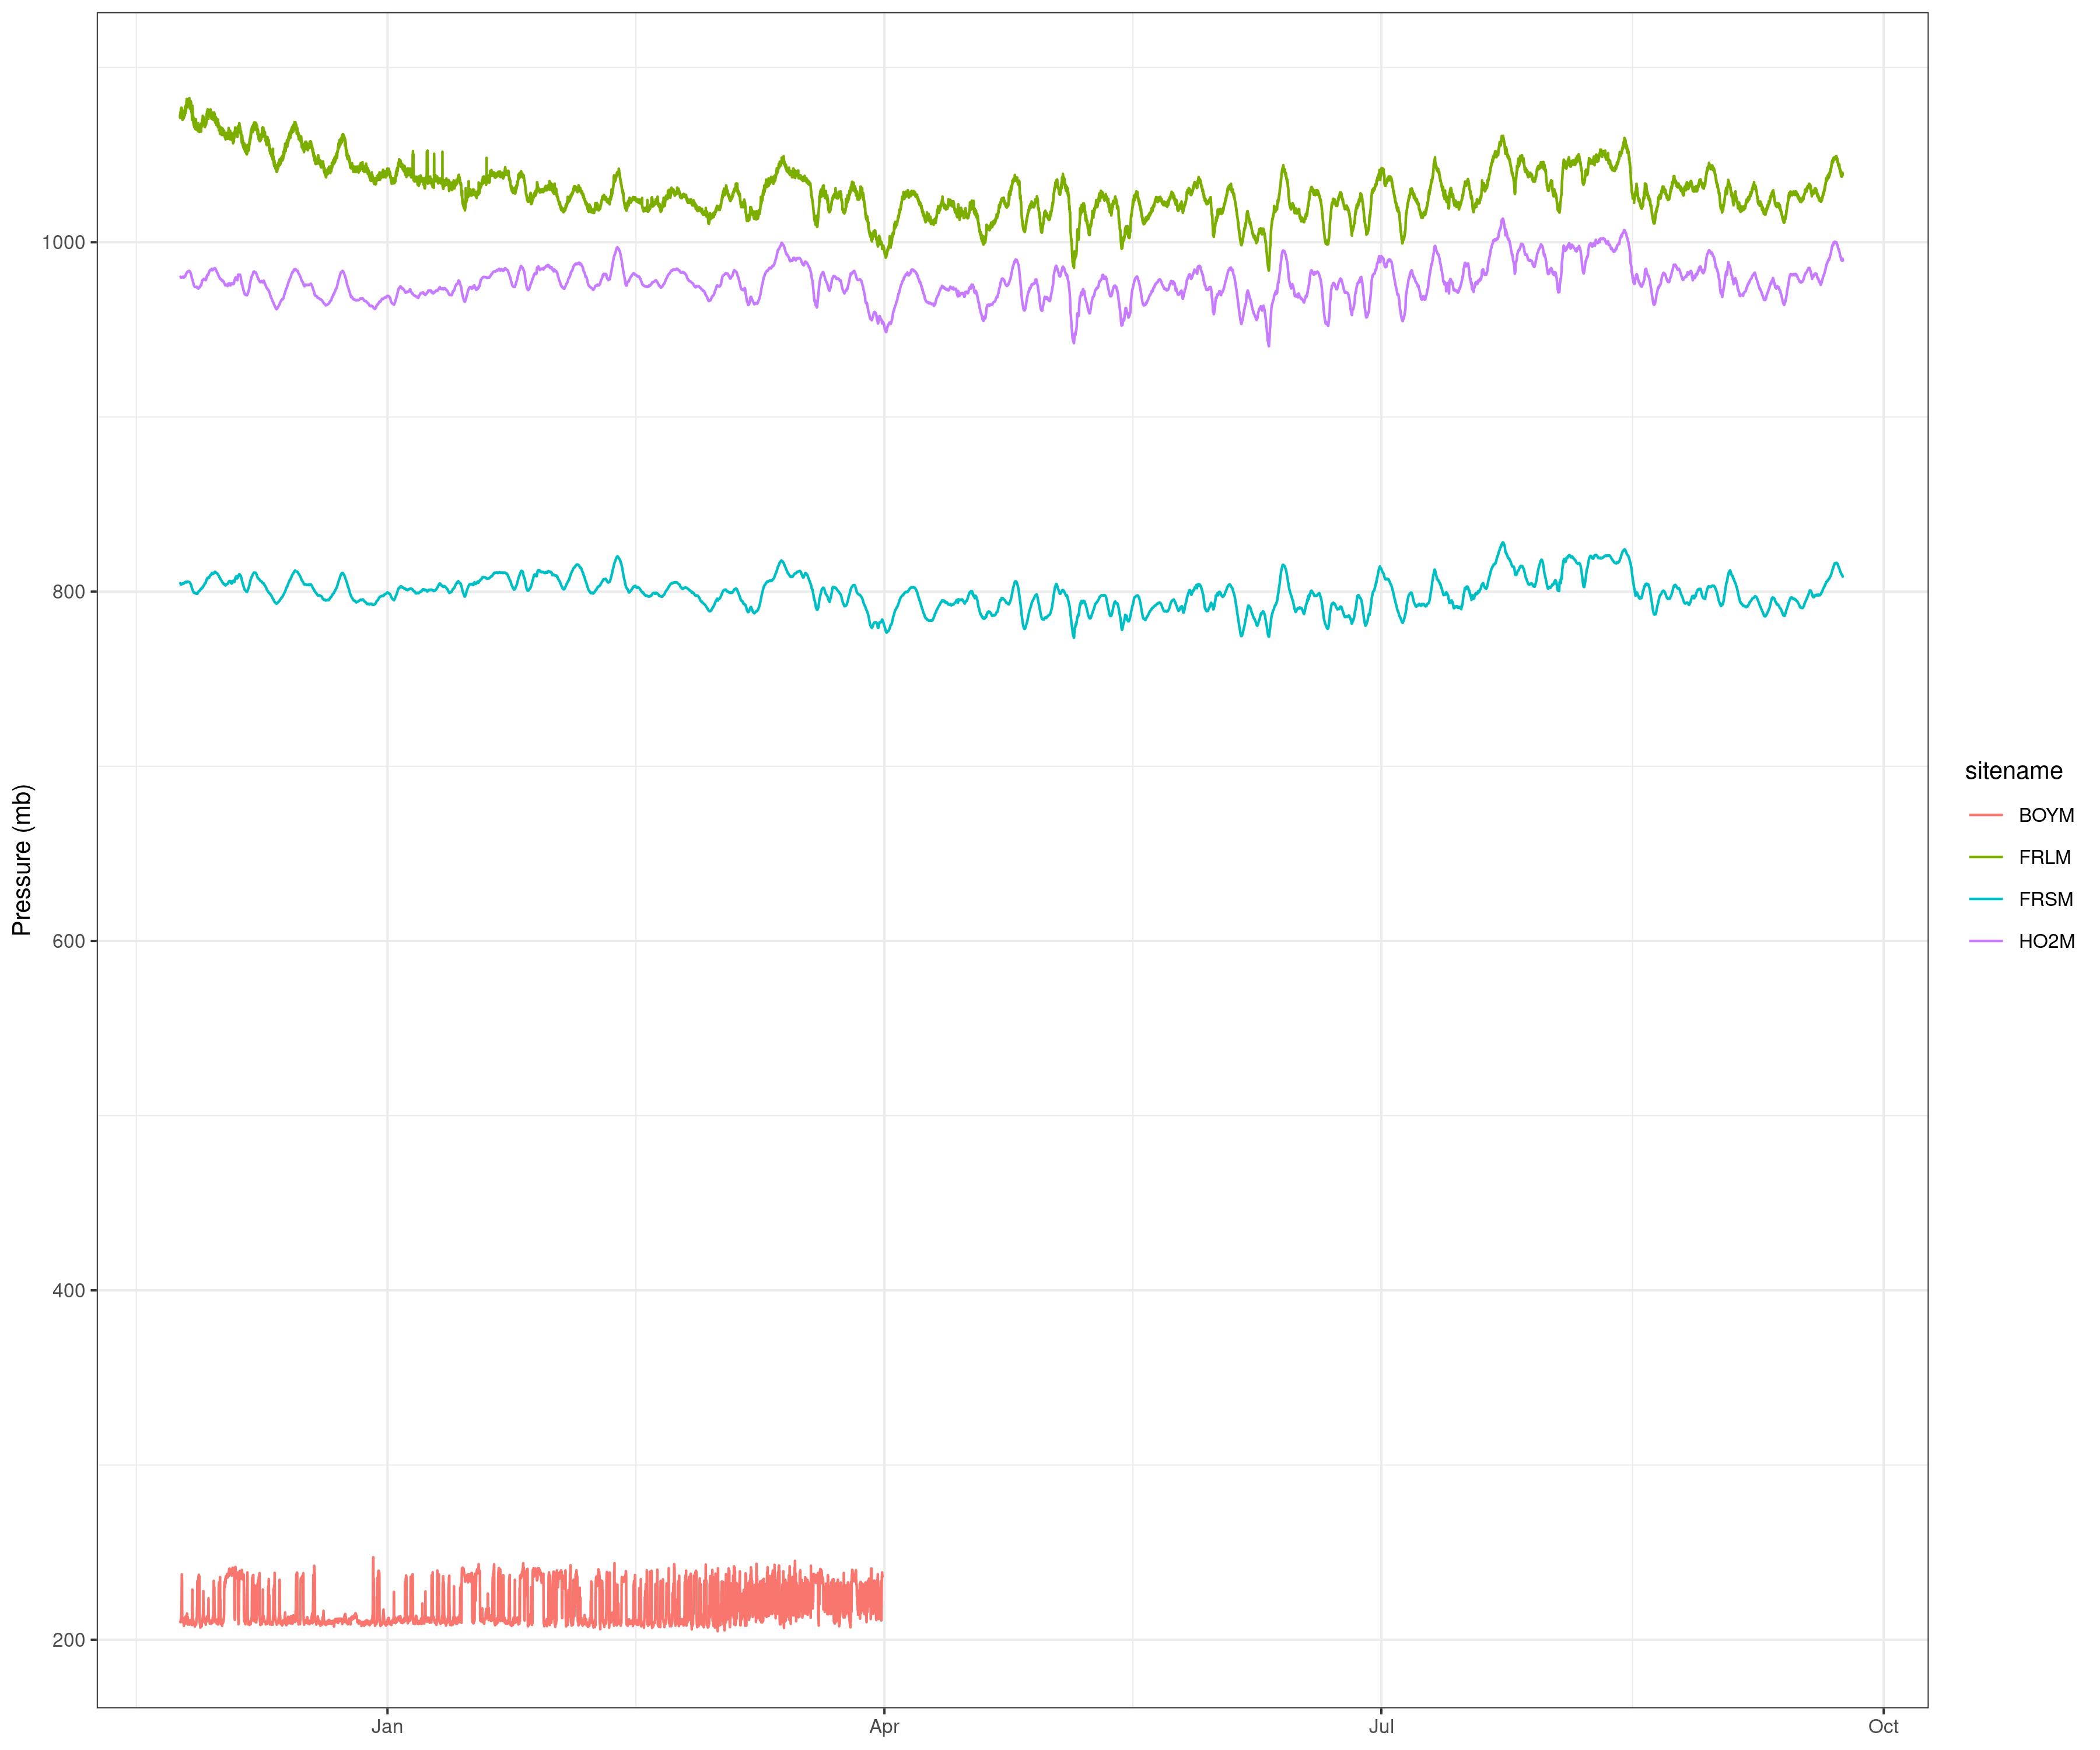 Pressure (mb)
1000
800
600
400
200
Jan
Apr
Jul
Oct
sitename
BOYM
FRLM
FRSM
HO2M